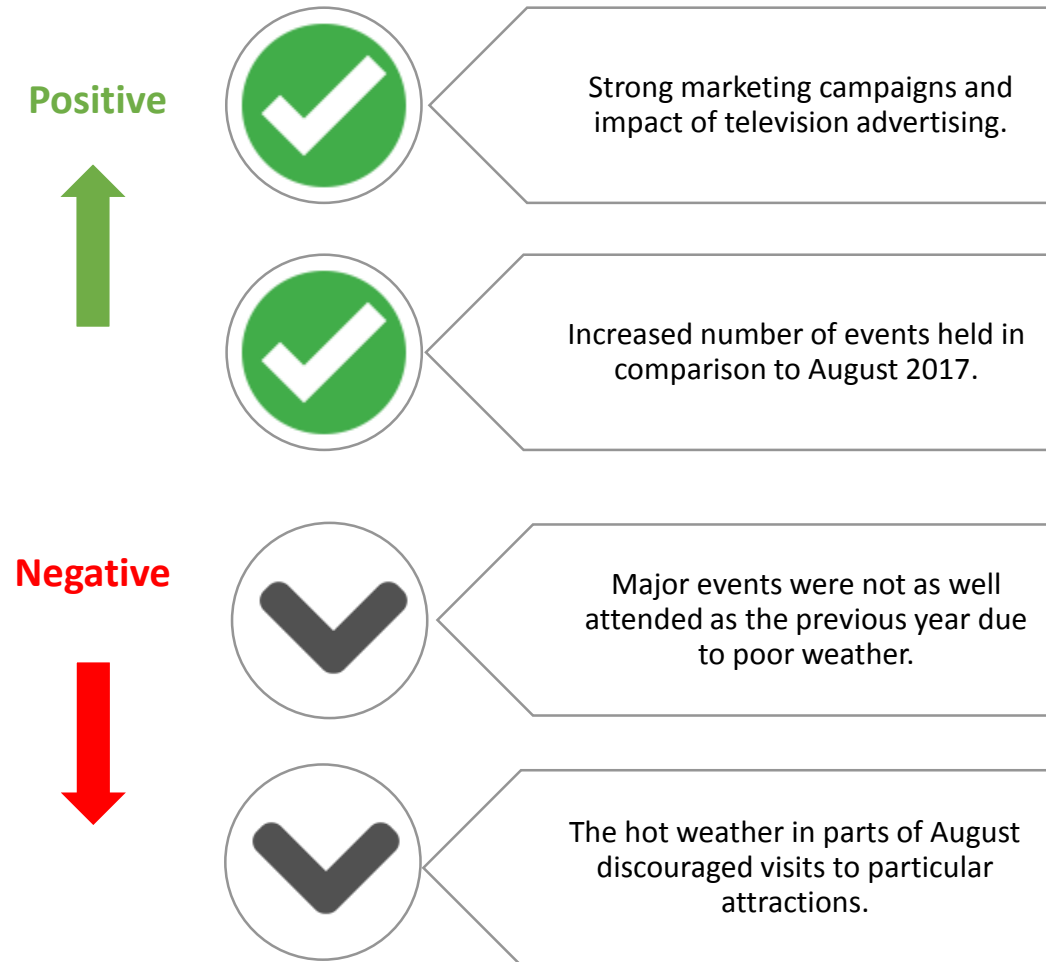 Positive
Strong marketing campaigns and
impact of television advertising.
Increased number of events held in
comparison to August 2017.
Negative
Major events were not as well
attended as the previous year due
to poor weather.
The hot weather in parts of August
discouraged visits to particular
attractions.